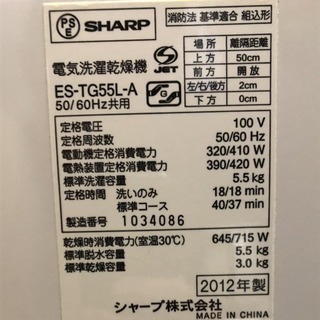 PS
E
SHARP
消防法 基準適合 組込形
場所 離隔距離
上方 50cm
前方 開放
左/右/後方 2cm
下方 0cm
電気洗濯乾燥機
S
JET
ES-TG55L-A
50/60Hz共用
定格電圧 100 V
定格周波数 50/60 Hz
電動機定格消費電力 320/410 W
電熱装置定格消費電力 390/420 W
標準洗濯容量 5.5 kg
定格時間 洗いのみ 18/18 min
標準コース 40/37 min
製造番号 1034086
乾燥時消費電力(室温30℃) 645/715 W
標準脱水容量 5.5 kg
標準乾燥容量 3.0 kg
2012年製
シャープ株式会社
MADE IN CHINA